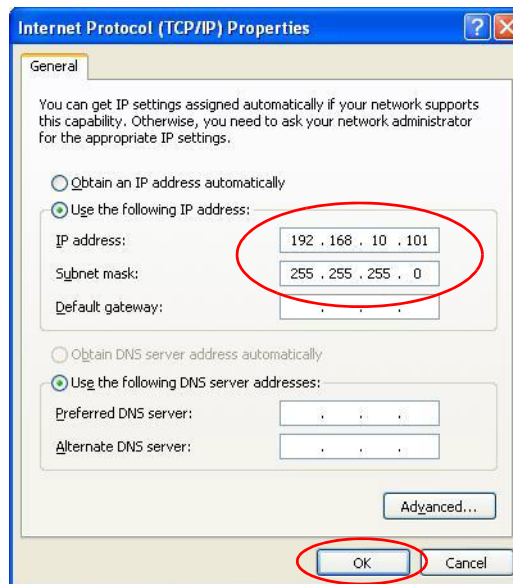 Internet Protocol (TCP/IP) Properties
General
You can get IP settings assigned automatically if your network supports
this capability. Otherwise, you need to ask your network administrator
for the appropriate IP settings.
Obtain an IP address automatically
Use the following IP address:
IP address: 192 . 168 . 10 . 101
Subnet mask: 255 . 255 . 255 . 0
Default gateway: . . .
Obtain DNS server address automatically
Use the following DNS server addresses:
Preferred DNS server: . . .
Alternate DNS server: . . .
Advanced...
OK Cancel